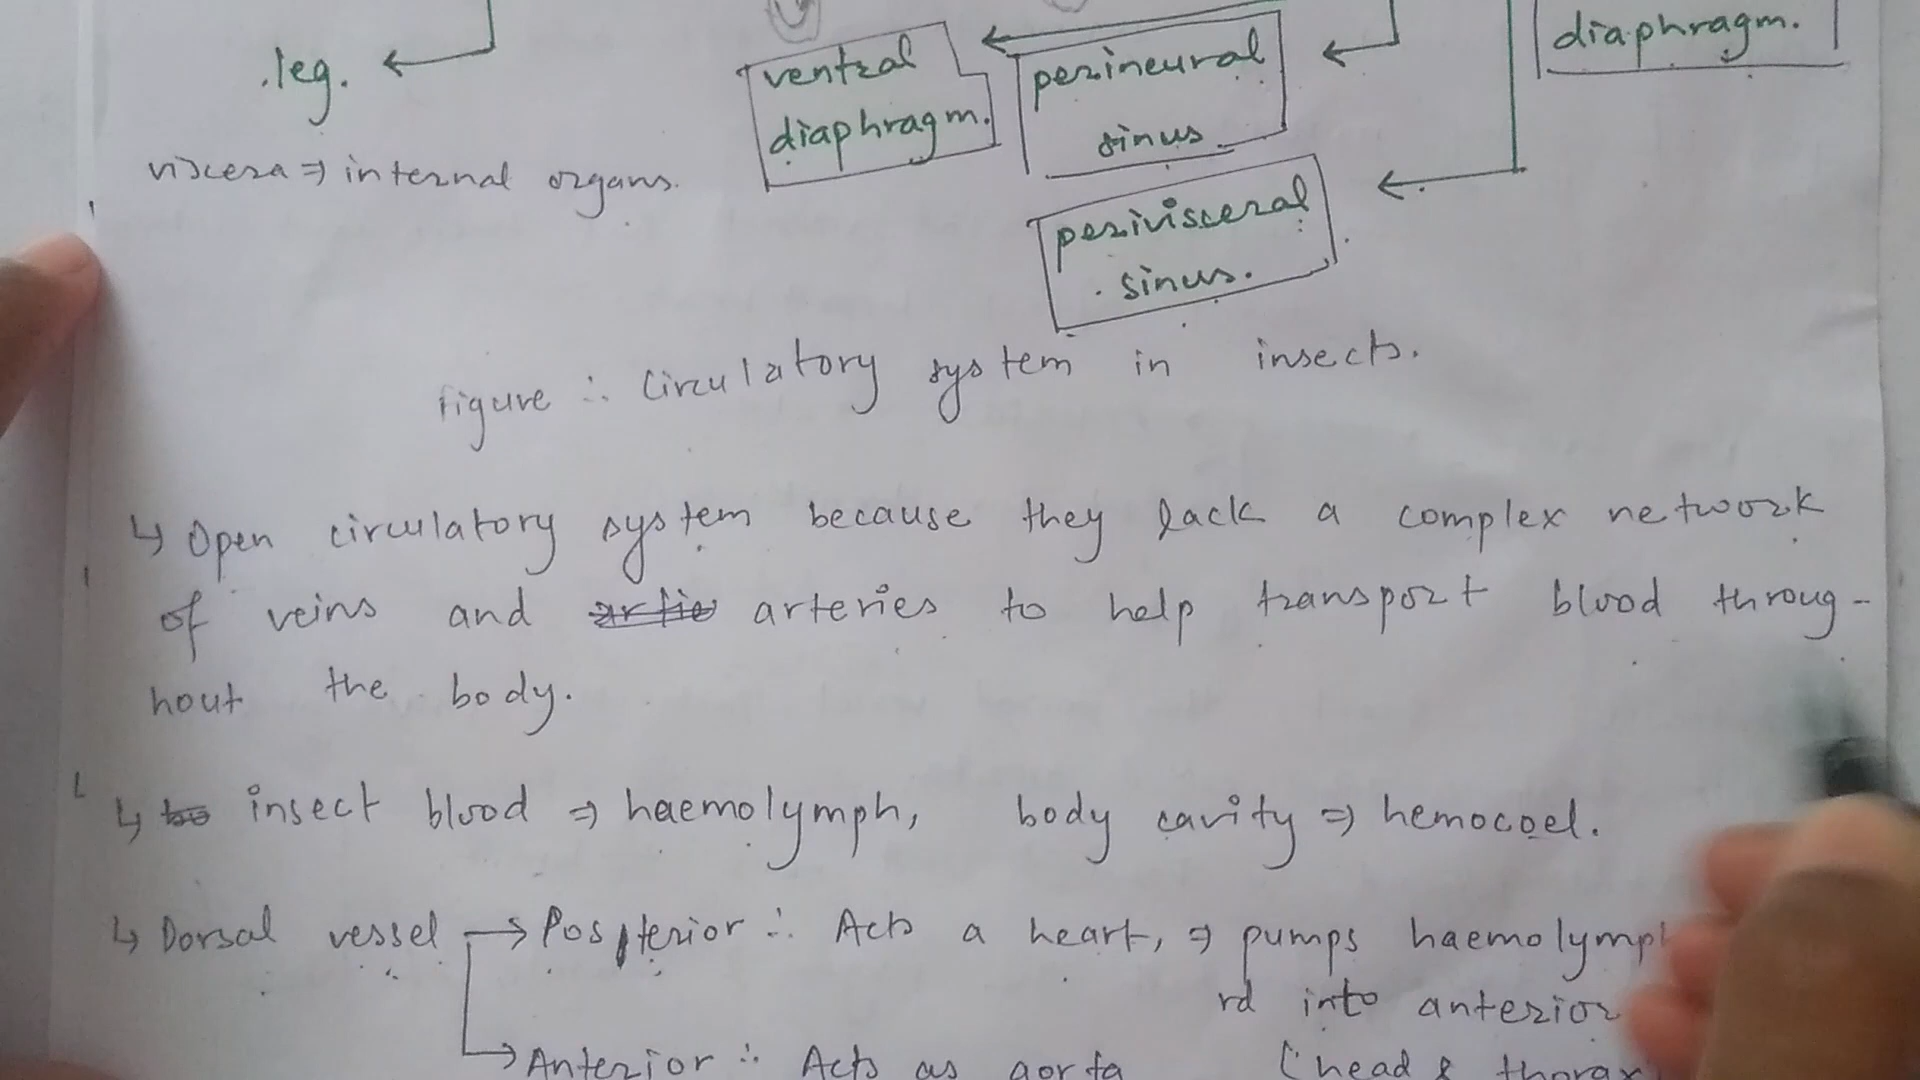 .leg.
ventral
diaphragm.
perineural
sinus
diaphragm.
viscera ⇒ internal organs.
perivisceral
. sinus.
figure ∴ Circulatory system in insects.
↳ Open circulatory system because they lack a complex network
of veins and arteries to help transport blood throug-
hout the body.
↳ insect blood ⇒ haemolymph, body cavity ⇒ hemocoel.
↳ Dorsal vessel → Posterior ∴ Acts a heart, ⇒ pumps haemolymph
rd into anterior
→ Anterior ∴ Acts as aorta (head & thorax